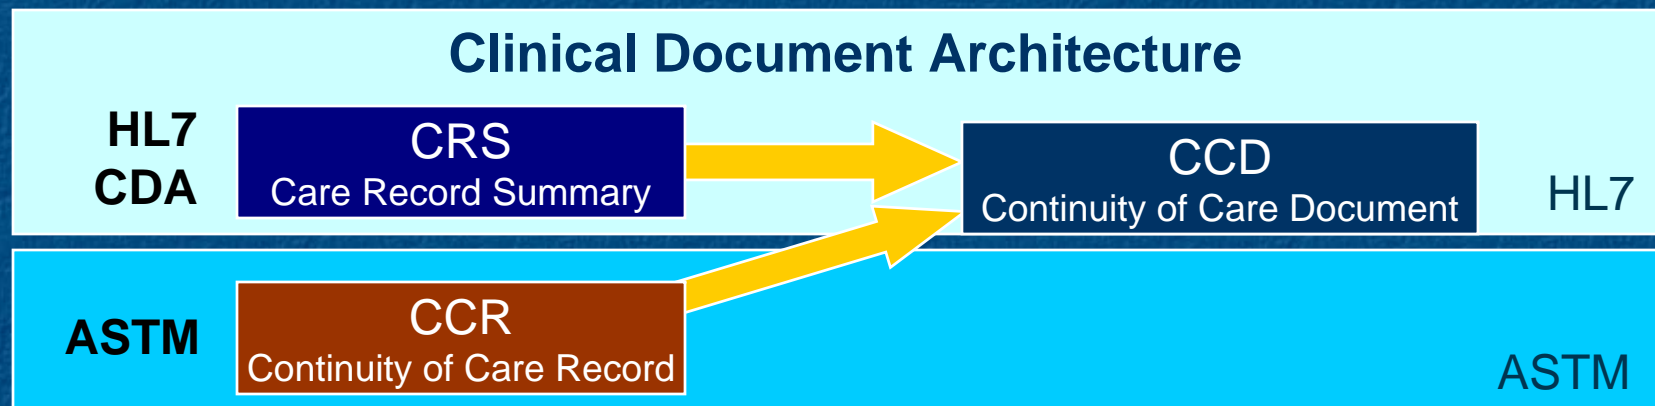 Clinical Document Architecture
HL7
CDA
CRS
Care Record Summary
CCD
Continuity of Care Document
HL7
ASTM
CCR
Continuity of Care Record
ASTM